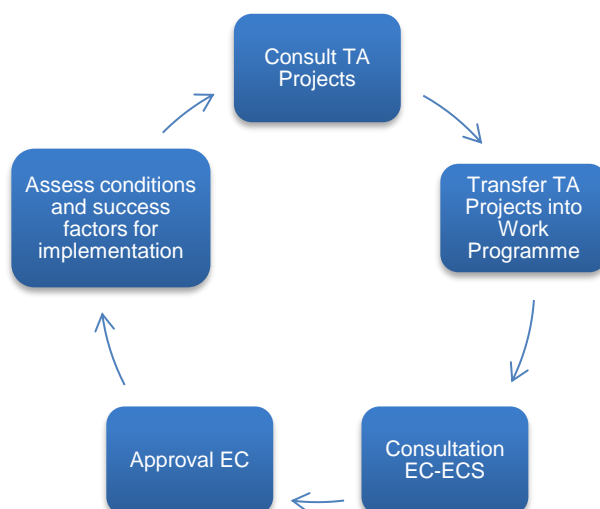 Consult TA
Projects
Transfer TA
Projects into
Work
Programme
Consultation
EC-ECS
Approval EC
Assess conditions
and success
factors for
implementation